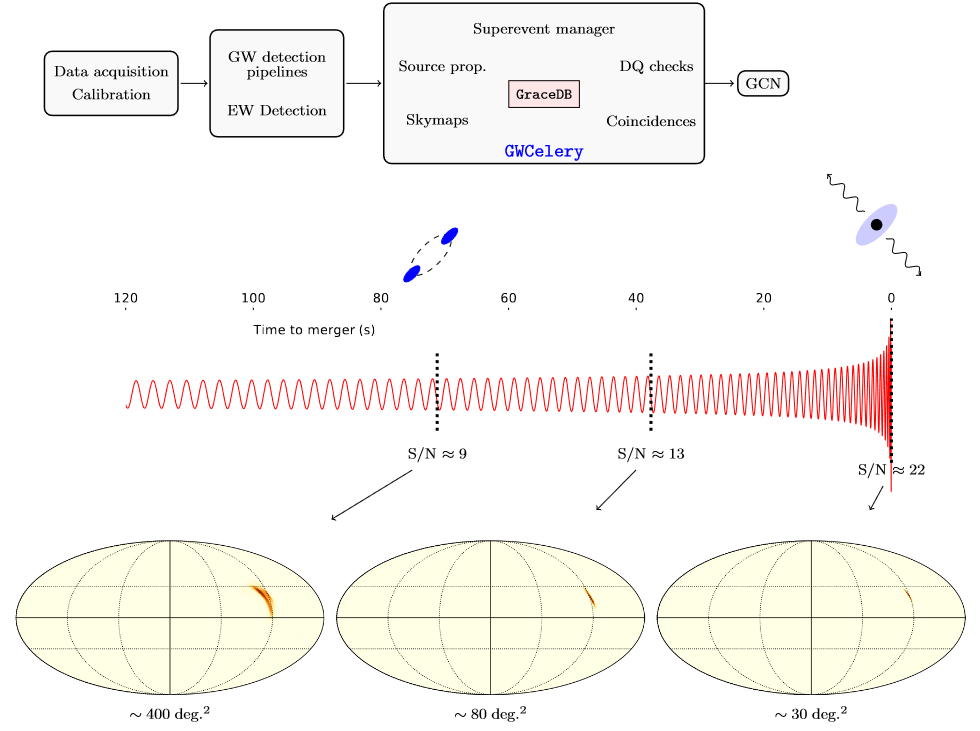 Data acquisition
Calibration
GW detection
pipelines
EW Detection
Superevent manager
Source prop.
DQ checks
GraceDB
Skymaps
Coincidences
GWCelery
GCN
120 100 80 60 40 20 0
Time to merger (s)
S/N ≈ 9
S/N ≈ 13
S/N ≈ 22
~ 400 deg.²
~ 80 deg.²
~ 30 deg.²